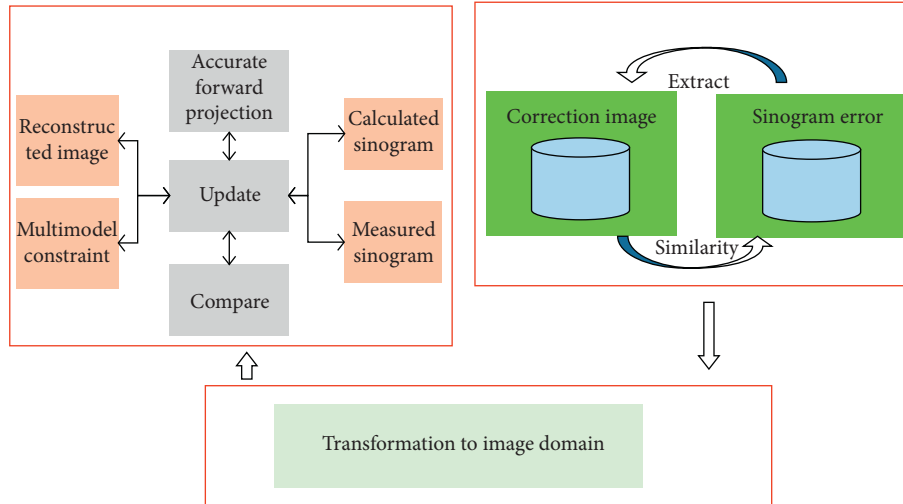 Accurate
forward
projection
Reconstruc
ted image
Calculated
sinogram
Update
Multimodel
constraint
Measured
sinogram
Compare
Extract
Correction image
Sinogram error
Similarity
Transformation to image domain